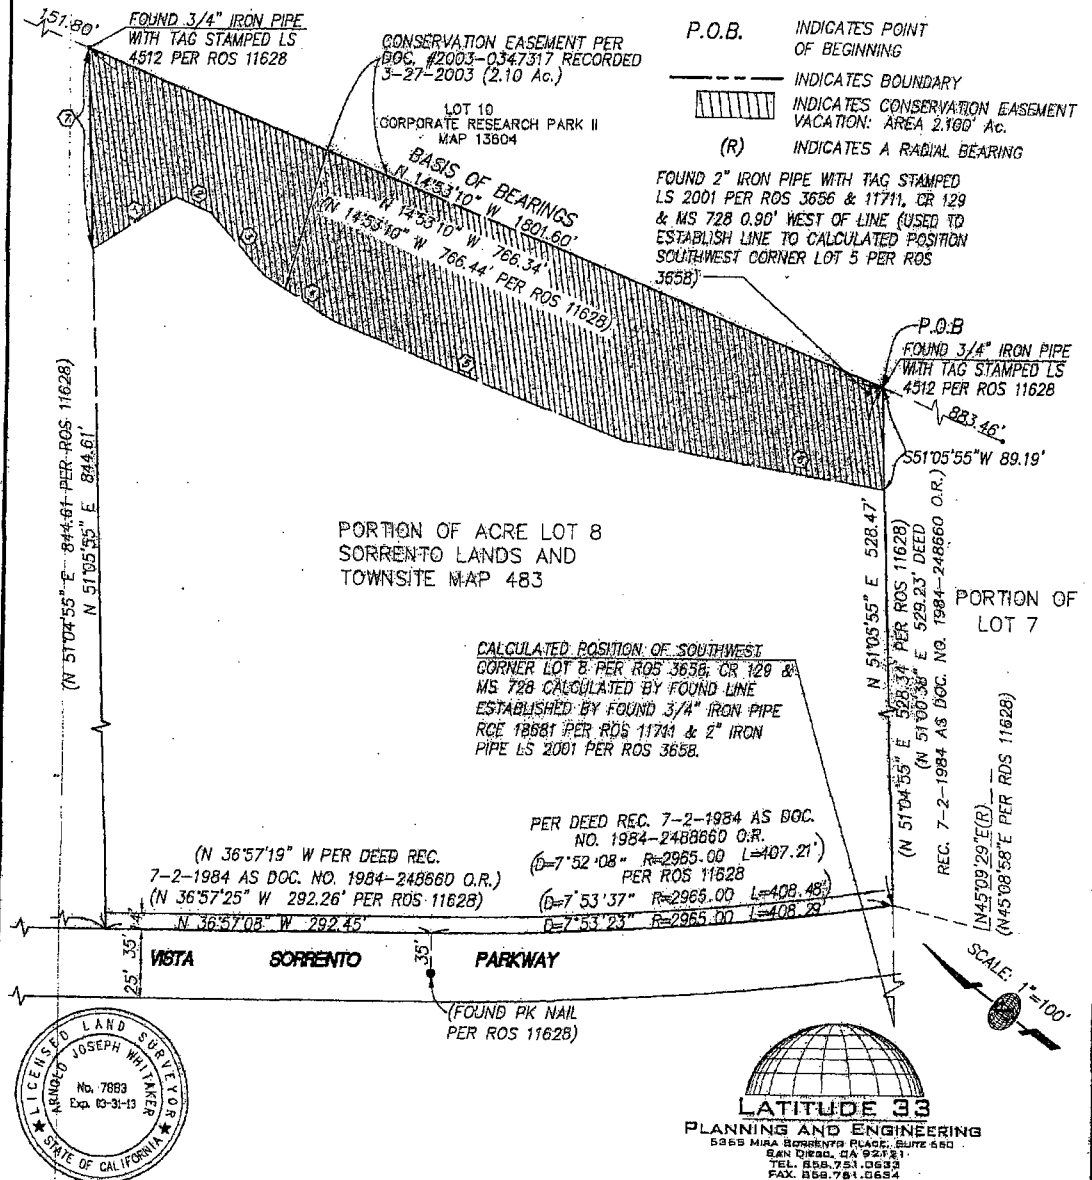 151.80'
FOUND 3/4" IRON PIPE
WITH TAG STAMPED LS
4512 PER ROS 11628
CONSERVATION EASEMENT PER
DOC. #2003-0347317 RECORDED
3-27-2003 (2.10 Ac.)
LOT 10
CORPORATE RESEARCH PARK II
MAP 13604
P.O.B. INDICATES POINT
OF BEGINNING
INDICATES BOUNDARY
INDICATES CONSERVATION EASEMENT
VACATION: AREA 2.100' Ac.
(R) INDICATES A RADIAL BEARING
FOUND 2" IRON PIPE WITH TAG STAMPED
LS 2001 PER ROS 3656 & 11711, CR 129
& MS 728 0.90' WEST OF LINE (USED TO
ESTABLISH LINE TO CALCULATED POSITION
SOUTHWEST CORNER LOT 5 PER ROS
3658)
BASIS OF BEARINGS
N 14°53'10" W 1801.60'
N 14°53'10" W 766.34'
(N 14°53'10" W 766.44' PER ROS 11628)
7
1
2
3
4
5
6
P.O.B
FOUND 3/4" IRON PIPE
WITH TAG STAMPED LS
4512 PER ROS 11628
883.46'
S51°05'55"W 89.19'
(N 51°04'55" E 844.61 PER ROS 11628)
N 51°05'55" E 844.61'
PORTION OF ACRE LOT 8
SORRENTO LANDS AND
TOWNSITE MAP 483
N 51°05'55" E 528.47'
(N 51°04'55" E 528.34' PER ROS 11628)
(N 51°00'36" E 529.23' DEED
REC. 7-2-1984 AS DOC. NO. 1984-248660 O.R.)
PORTION OF
LOT 7
CALCULATED POSITION OF SOUTHWEST
CORNER LOT 8 PER ROS 3658, CR 129 &
MS 728 CALCULATED BY FOUND LINE
ESTABLISHED BY FOUND 3/4" IRON PIPE
RCE 18681 PER ROS 11711 & 2" IRON
PIPE LS 2001 PER ROS 3658.
N45°09'29"E(R)
(N45°08'58"E PER RDS 11628)
(N 36°57'19" W PER DEED REC.
7-2-1984 AS DOC. NO. 1984-248660 O.R.)
(N 36°57'25" W 292.26' PER ROS 11628)
N 36°57'08" W 292.45'
PER DEED REC. 7-2-1984 AS DOC.
NO. 1984-2488660 O.R.
(D=7°52'08" R=2965.00 L=407.21')
PER ROS 11628
(D=7°53'37" R=2965.00 L=408.48')
D=7°53'23" R=2965.00 L=408.29'
25' 35'
VISTA SORRENTO PARKWAY
35'
(FOUND PK NAIL
PER ROS 11628)
SCALE: 1"=100'
LICENSED LAND SURVEYOR
ARNOLD JOSEPH WHITAKER
No. 7883
Exp. 03-31-13
STATE OF CALIFORNIA
LATITUDE 33
PLANNING AND ENGINEERING
5355 MIRA SORRENTO PLACE, SUITE 650
SAN DIEGO, CA 92121
TEL. 858.751.0633
FAX. 858.751.0634